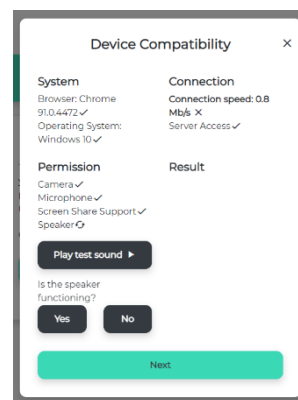 Device Compatibility
System
Browser: Chrome
91.0.4472
Operating System:
Windows 10
Connection
Connection speed: 0.8
Mb/s
Server Access
Permission
Camera
Microphone
Screen Share Support
Speaker
Result
Play test sound
Is the speaker
functioning?
Yes
No
Next